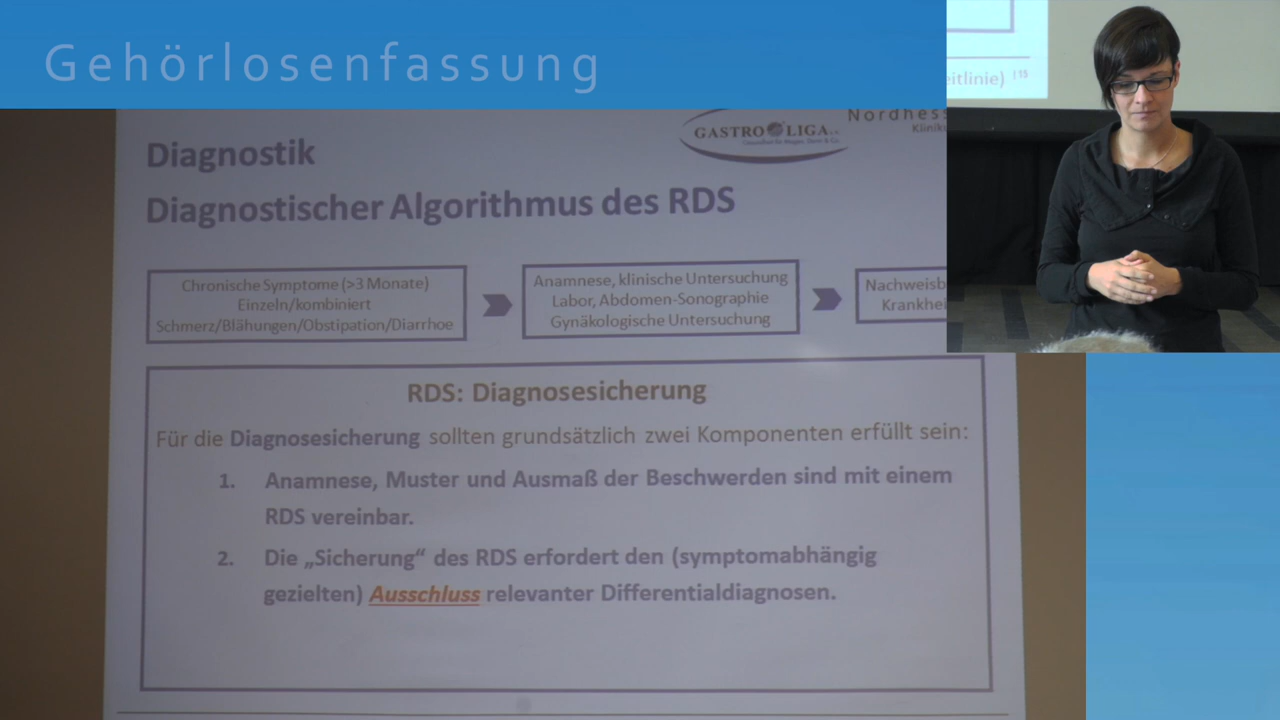 Gehörlosenfassung
GASTRO LIGA e.V.
Nordhess
Klinik
eitlinie) | 15
Diagnostik
Diagnostischer Algorithmus des RDS
Chronische Symptome (>3 Monate)
Einzeln/kombiniert
Schmerz/Blähungen/Obstipation/Diarrhoe
Anamnese, klinische Untersuchung
Labor, Abdomen-Sonographie
Gynäkologische Untersuchung
Nachweisb
Krankhei
RDS: Diagnosesicherung
Für die Diagnosesicherung sollten grundsätzlich zwei Komponenten erfüllt sein:
1. Anamnese, Muster und Ausmaß der Beschwerden sind mit einem
RDS vereinbar.
2. Die „Sicherung“ des RDS erfordert den (symptomabhängig
gezielten) Ausschluss relevanter Differentialdiagnosen.